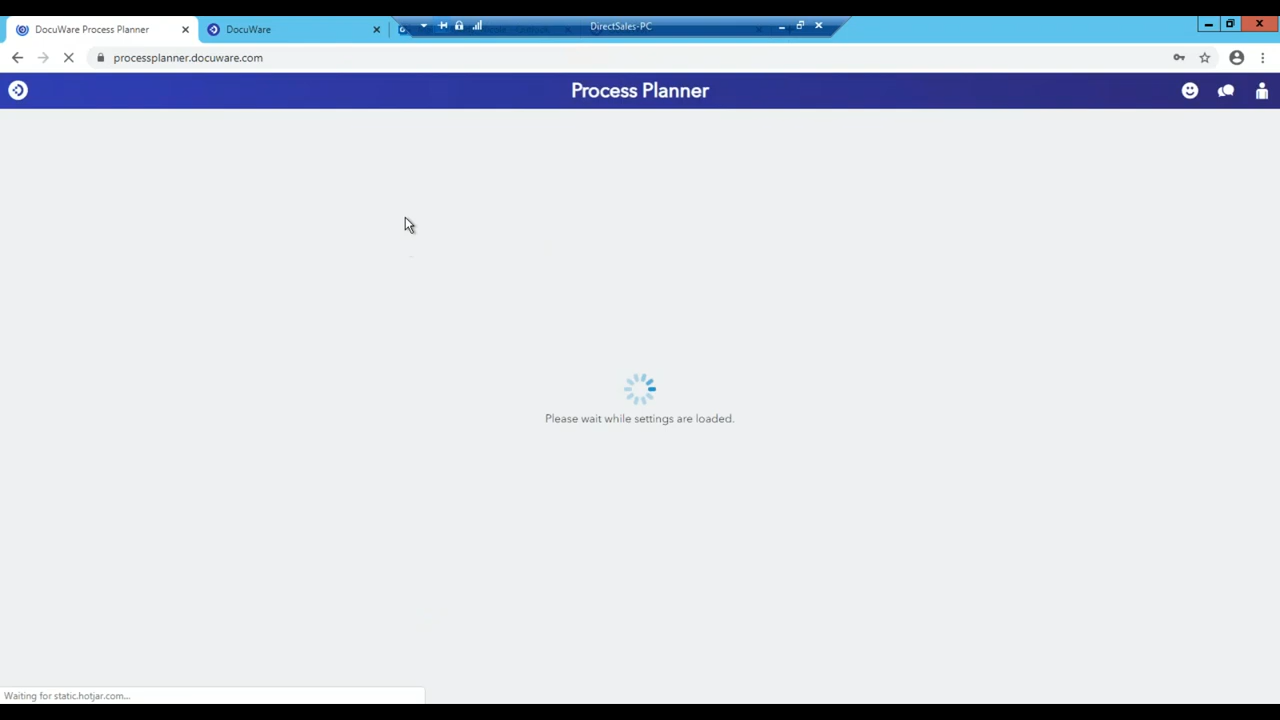 DocuWare Process Planner
DocuWare
DirectSales-PC
processplanner.docuware.com
Process Planner
Please wait while settings are loaded.
Waiting for static.hotjar.com...